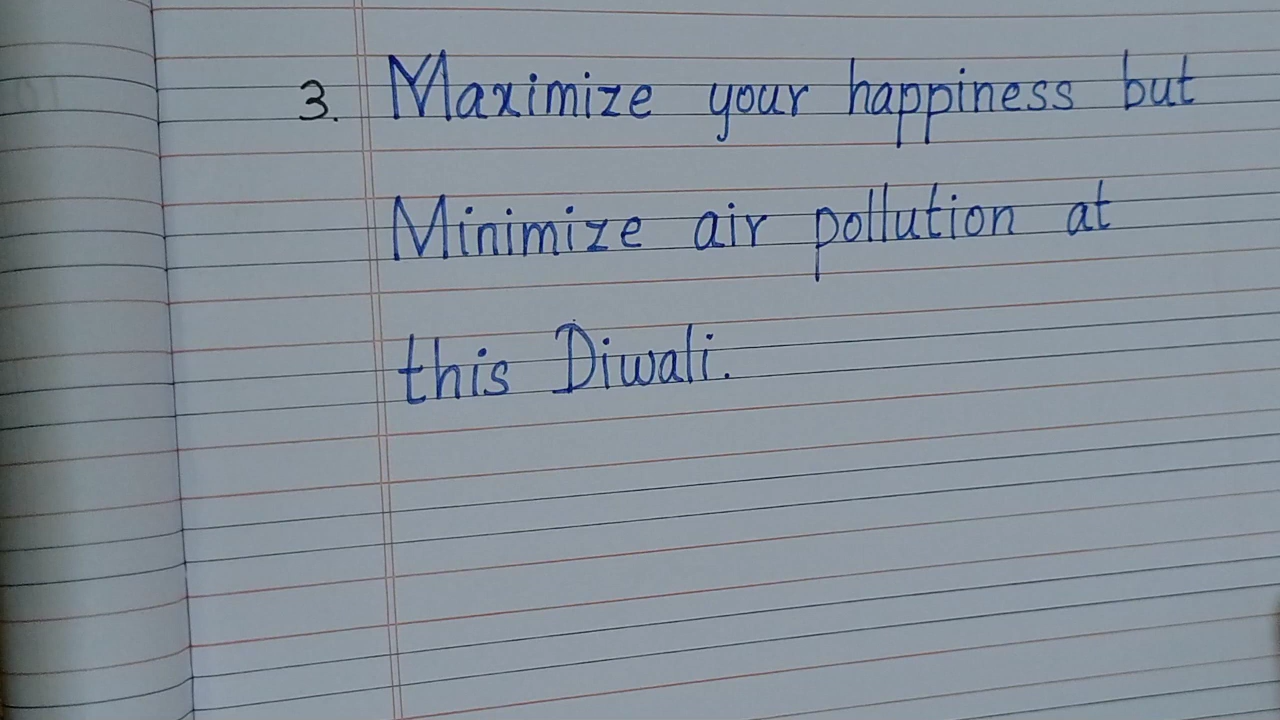 3. Maximize your happiness but
Minimize air pollution at
this Diwali.